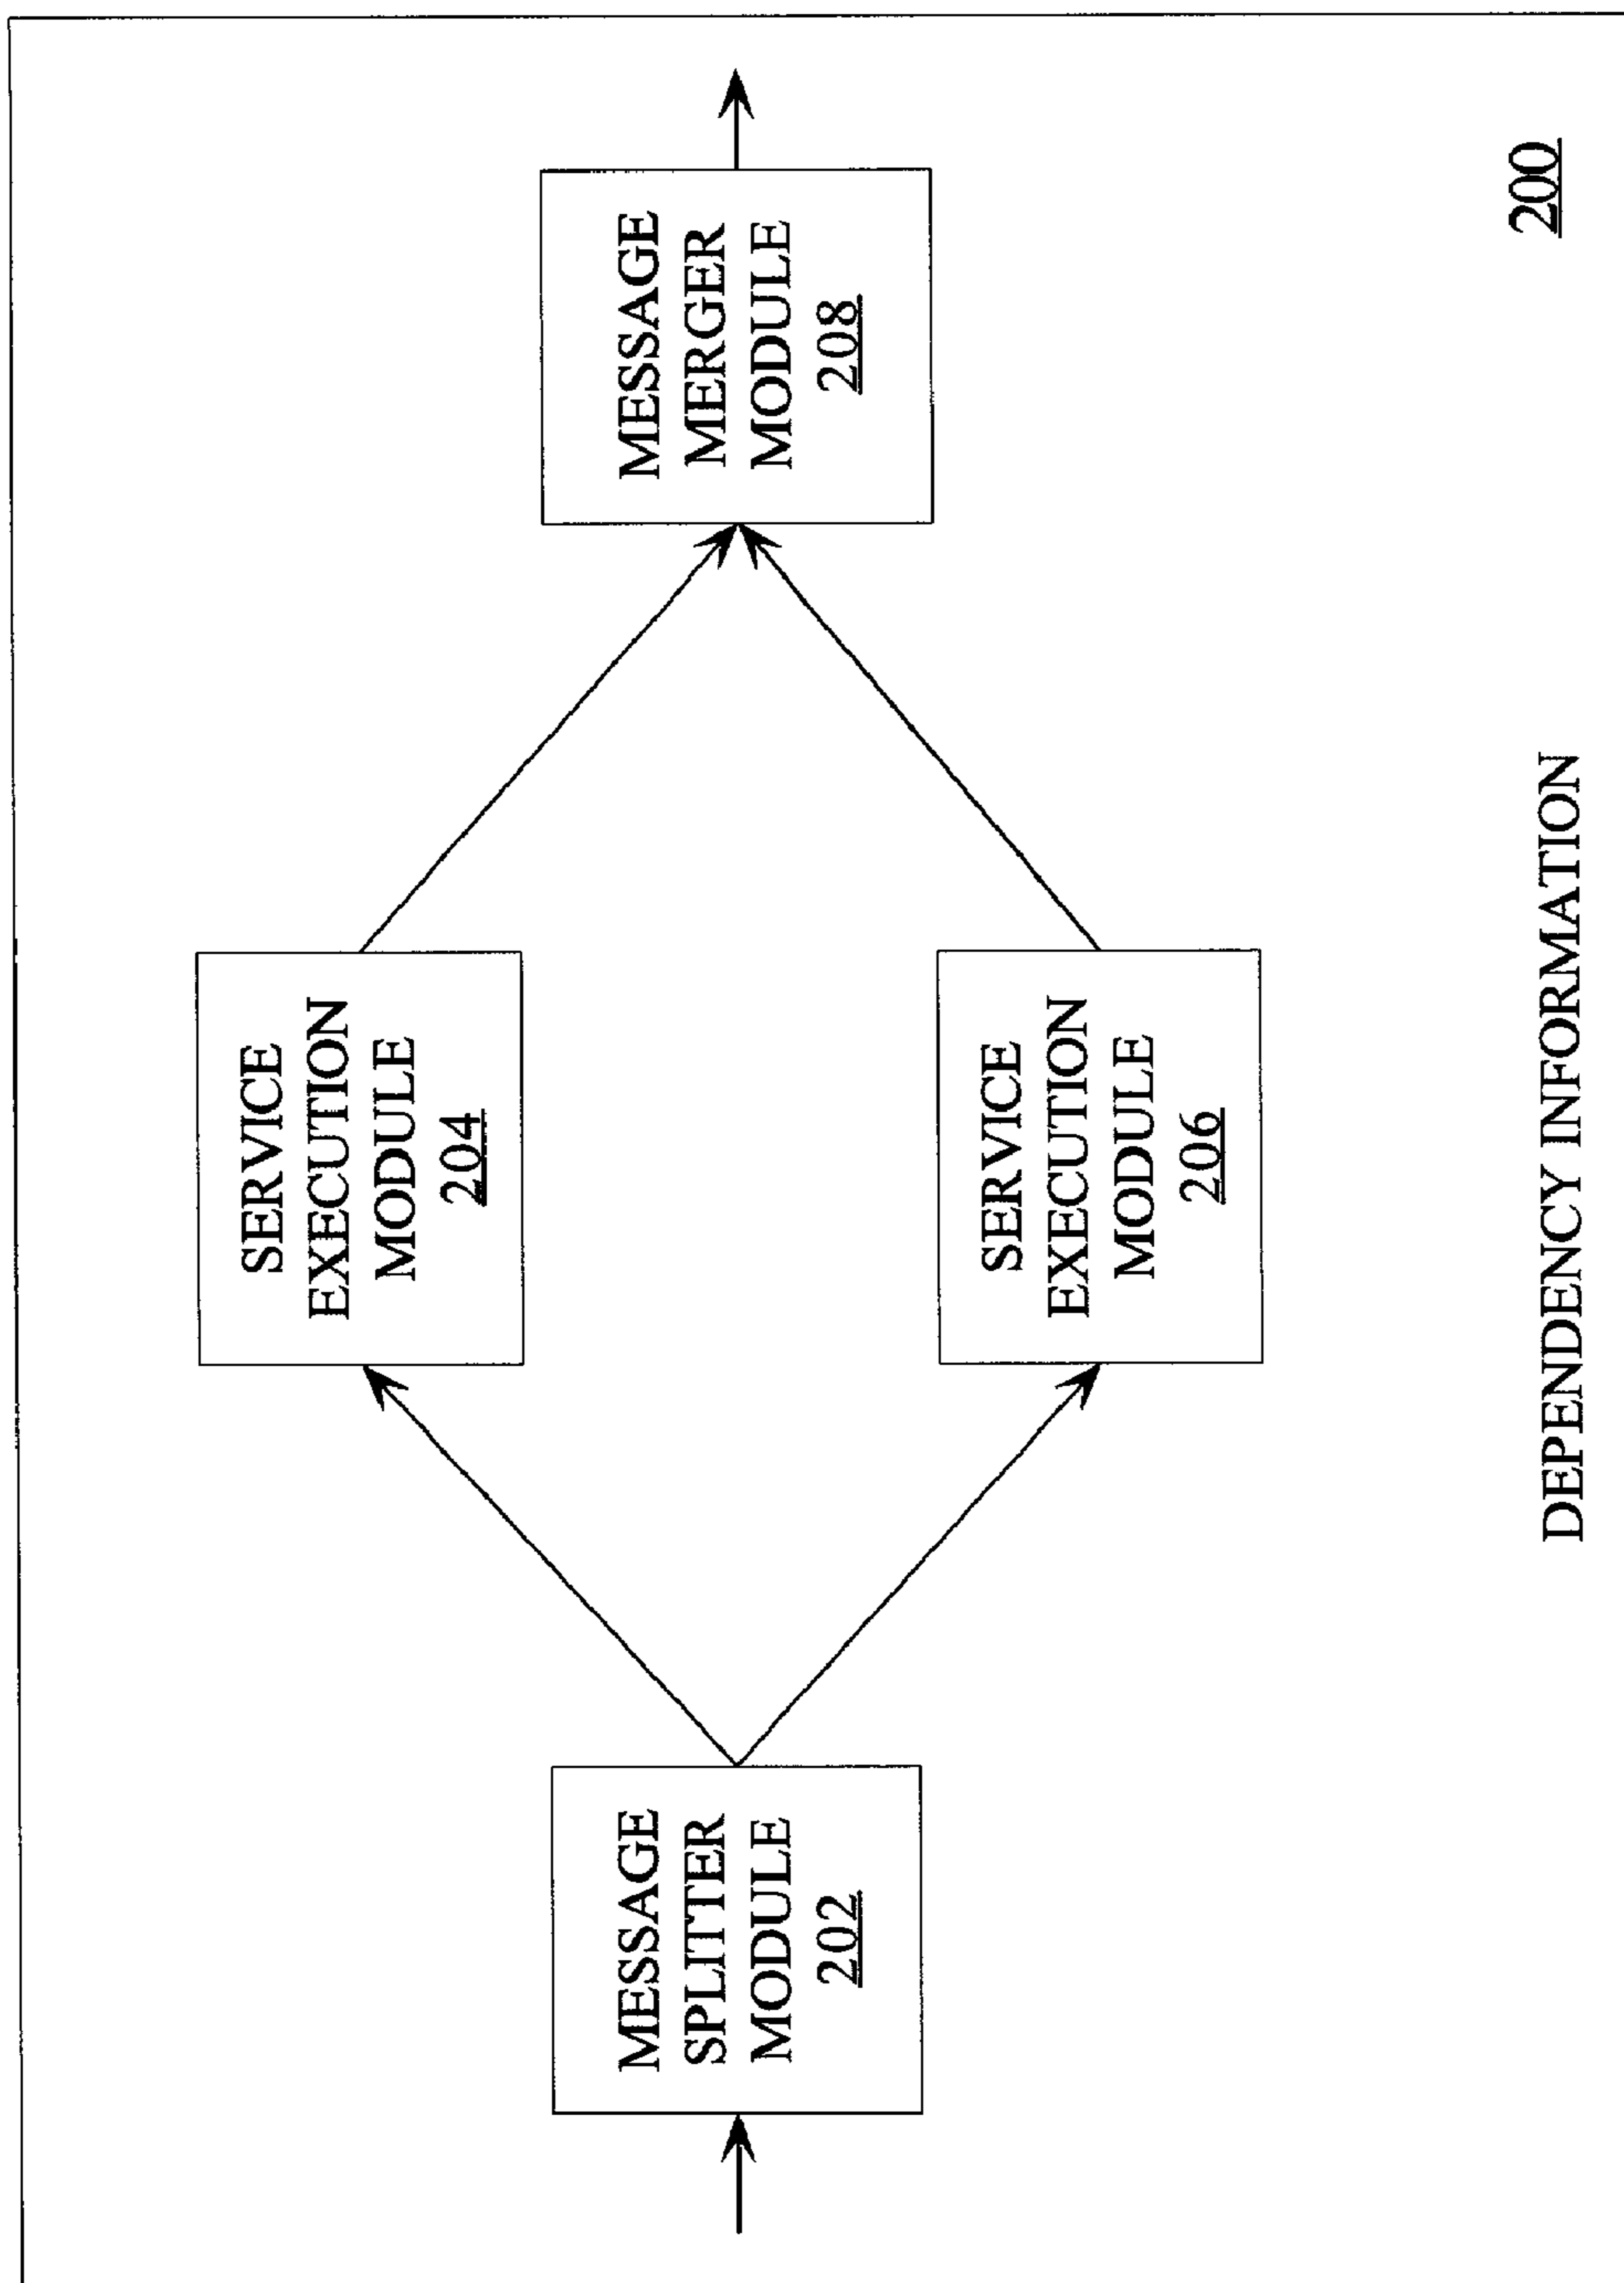 MESSAGE
SPLITTER
MODULE
202
SERVICE
EXECUTION
MODULE
204
SERVICE
EXECUTION
MODULE
206
MESSAGE
MERGER
MODULE
208
DEPENDENCY INFORMATION
200